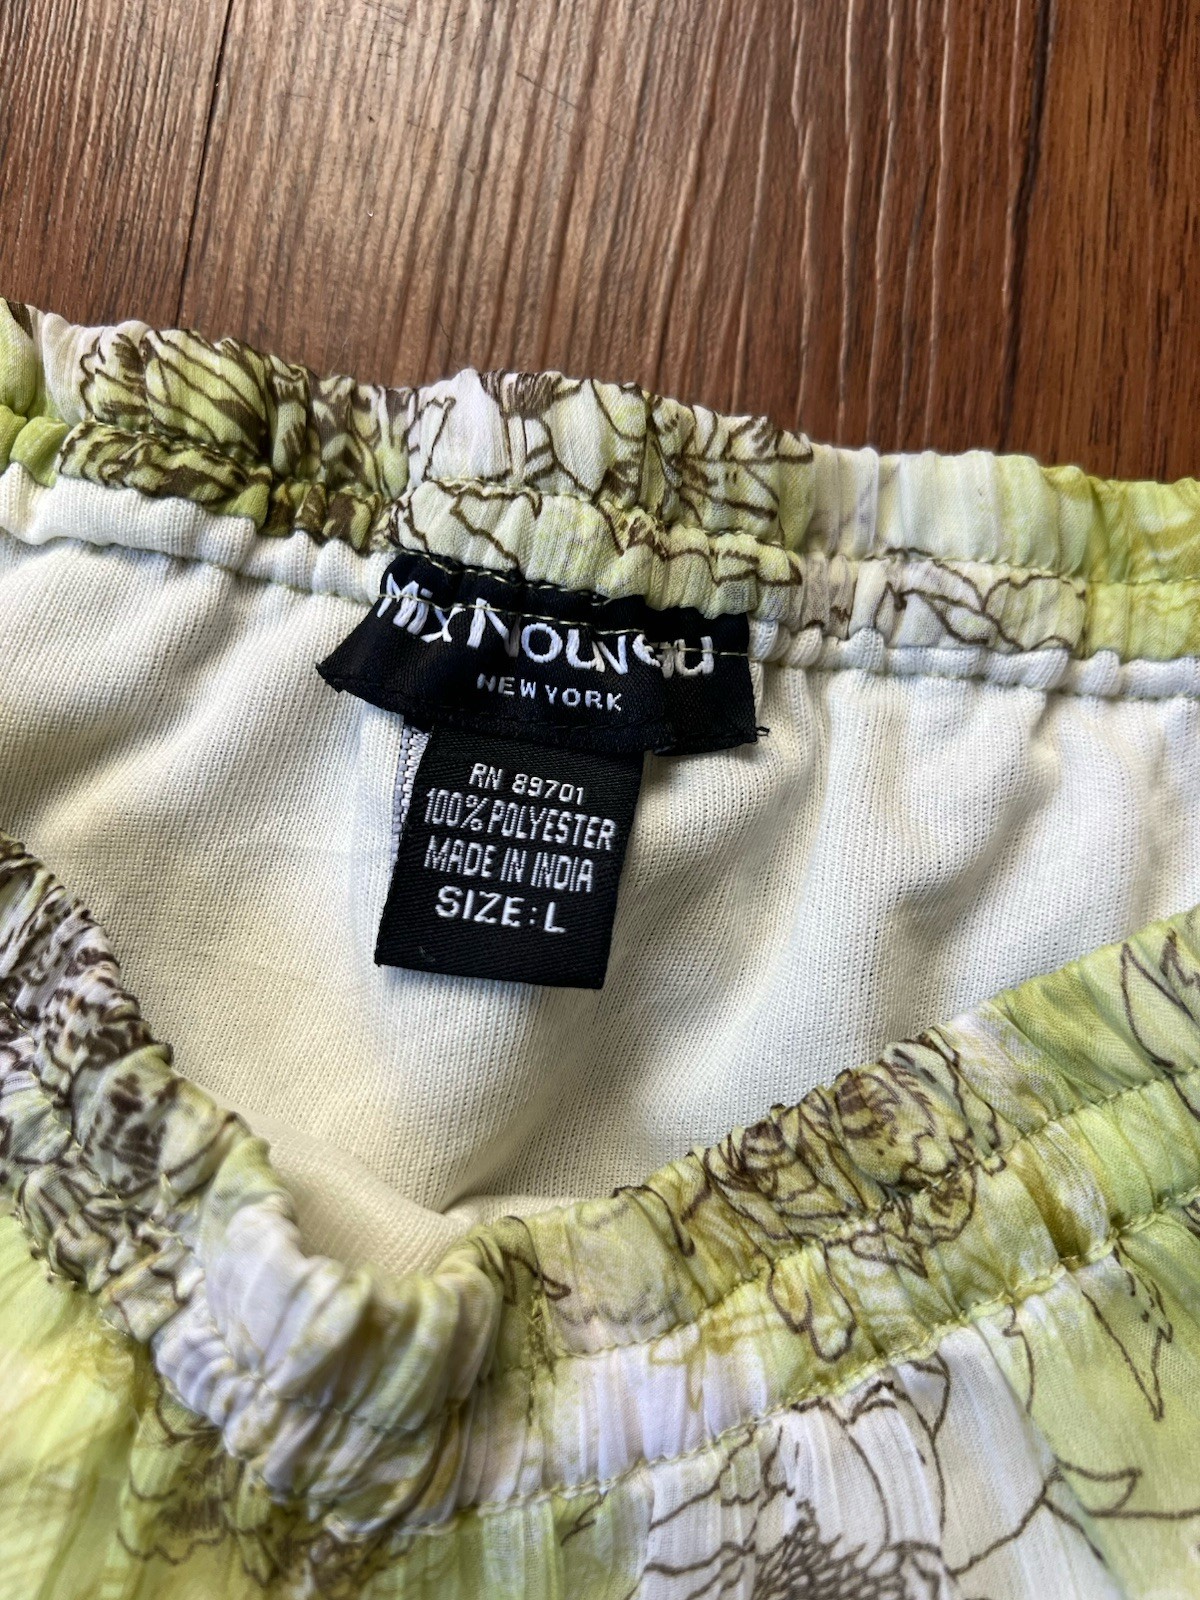 Mix Nouveau
NEW YORK
RN 89701
100% POLYESTER
MADE IN INDIA
SIZE: L